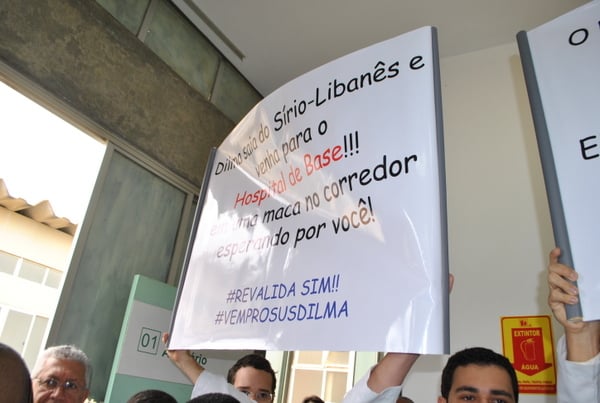 Dilma saia do Sírio-Libanês e
venha para o
Hospital de Base!!!
em uma maca no corredor
esperando por você!
#REVALIDA SIM!!
#VEMPROSUSDILMA
O
E
01
EXTINTOR
ÁGUA